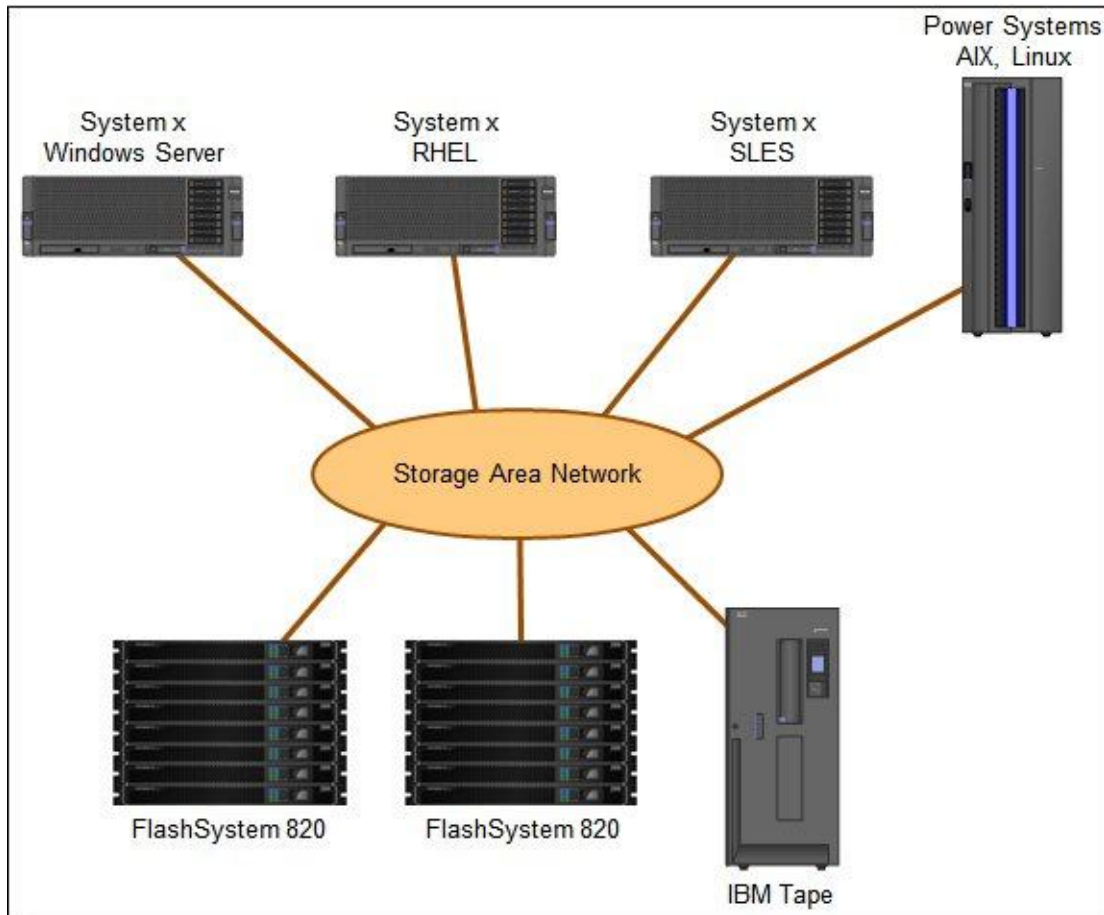 Power Systems
AIX, Linux
System x
Windows Server
System x
RHEL
System x
SLES
Storage Area Network
FlashSystem 820
FlashSystem 820
IBM Tape